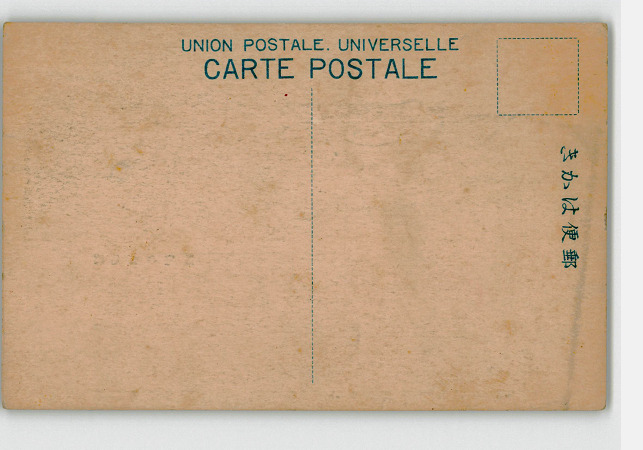 UNION POSTALE. UNIVERSELLE
CARTE POSTALE
きかは便郵